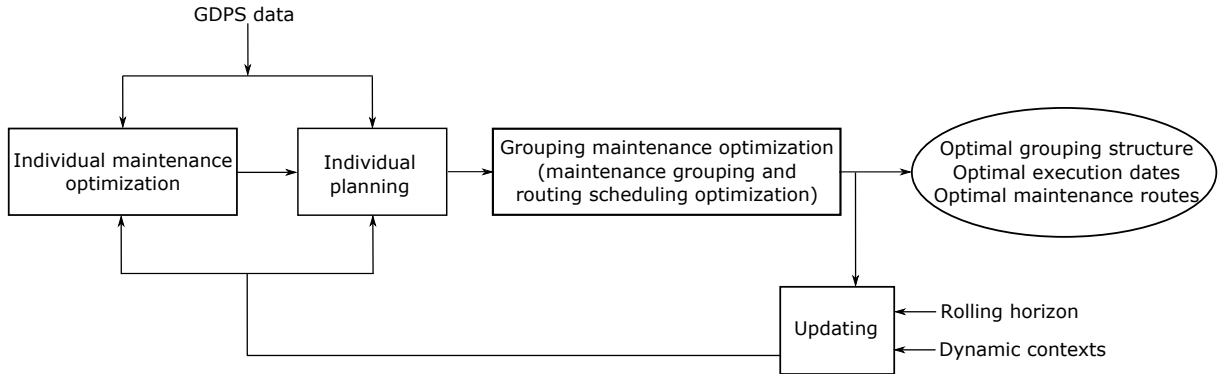 GDPS data
Individual maintenance
optimization
Individual
planning
Grouping maintenance optimization
(maintenance grouping and
routing scheduling optimization)
Optimal grouping structure
Optimal execution dates
Optimal maintenance routes
Updating
Rolling horizon
Dynamic contexts